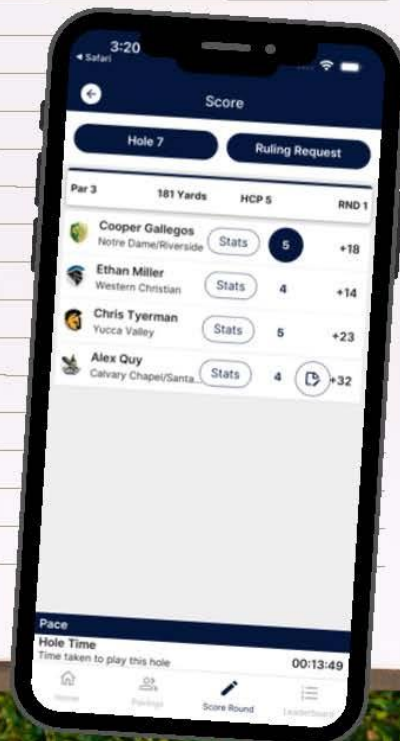 3:20
◀ Safari
Score
Hole 7
Ruling Request
Par 3 181 Yards HCP 5 RND 1
Cooper Gallegos
Notre Dame/Riverside Stats 5 +18
Ethan Miller
Western Christian Stats 4 +14
Chris Tyerman
Yucca Valley Stats 5 +23
Alex Quy
Calvary Chapel/Santa... Stats 4 +32
Pace
Hole Time
Time taken to play this hole 00:13:49
Home Pairings Score Round Leaderboard